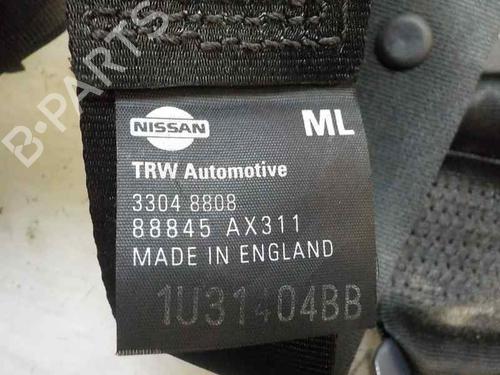 B-PARTS
NISSAN
ML
TRW Automotive
3304 8808
88845 AX311
MADE IN ENGLAND
1U31404BB